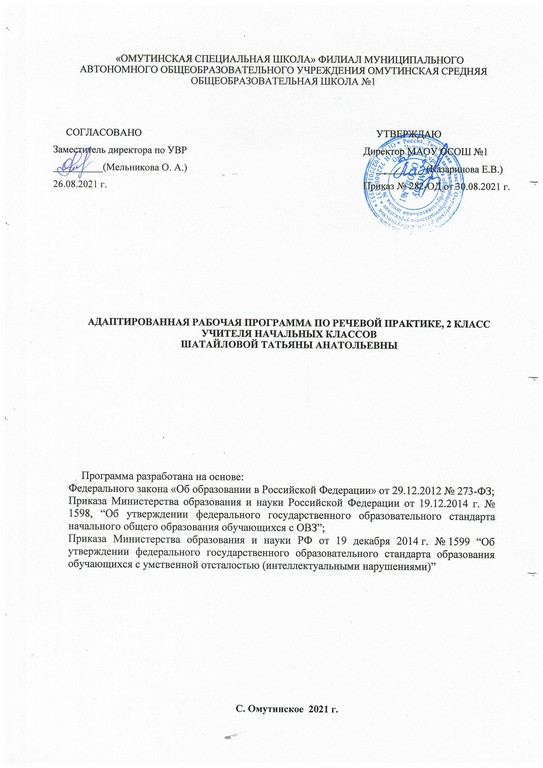 «ОМУТИНСКАЯ СПЕЦИАЛЬНАЯ ШКОЛА» ФИЛИАЛ МУНИЦИПАЛЬНОГО
АВТОНОМНОГО ОБЩЕОБРАЗОВАТЕЛЬНОГО УЧРЕЖДЕНИЯ ОМУТИНСКАЯ СРЕДНЯЯ
ОБЩЕОБРАЗОВАТЕЛЬНАЯ ШКОЛА №1
СОГЛАСОВАНО
Заместитель директора по УВР
(Мельникова О. А.)
26.08.2021 г.
УТВЕРЖДАЮ
Директор МАОУ ОСОШ №1
(Казаринова Е.В.)
Приказ № 282-ОД от 30.08.2021 г.
АДАПТИРОВАННАЯ РАБОЧАЯ ПРОГРАММА ПО РЕЧЕВОЙ ПРАКТИКЕ, 2 КЛАСС
УЧИТЕЛЯ НАЧАЛЬНЫХ КЛАССОВ
ШАТАЙЛОВОЙ ТАТЬЯНЫ АНАТОЛЬЕВНЫ
Программа разработана на основе:
Федерального закона «Об образовании в Российской Федерации» от 29.12.2012 № 273-ФЗ;
Приказа Министерства образования и науки Российской Федерации от 19.12.2014 г. №
1598, “Об утверждении федерального государственного образовательного стандарта
начального общего образования обучающихся с ОВЗ”;
Приказа Министерства образования и науки РФ от 19 декабря 2014 г. № 1599 “Об
утверждении федерального государственного образовательного стандарта образования
обучающихся с умственной отсталостью (интеллектуальными нарушениями)”
С. Омутинское 2021 г.